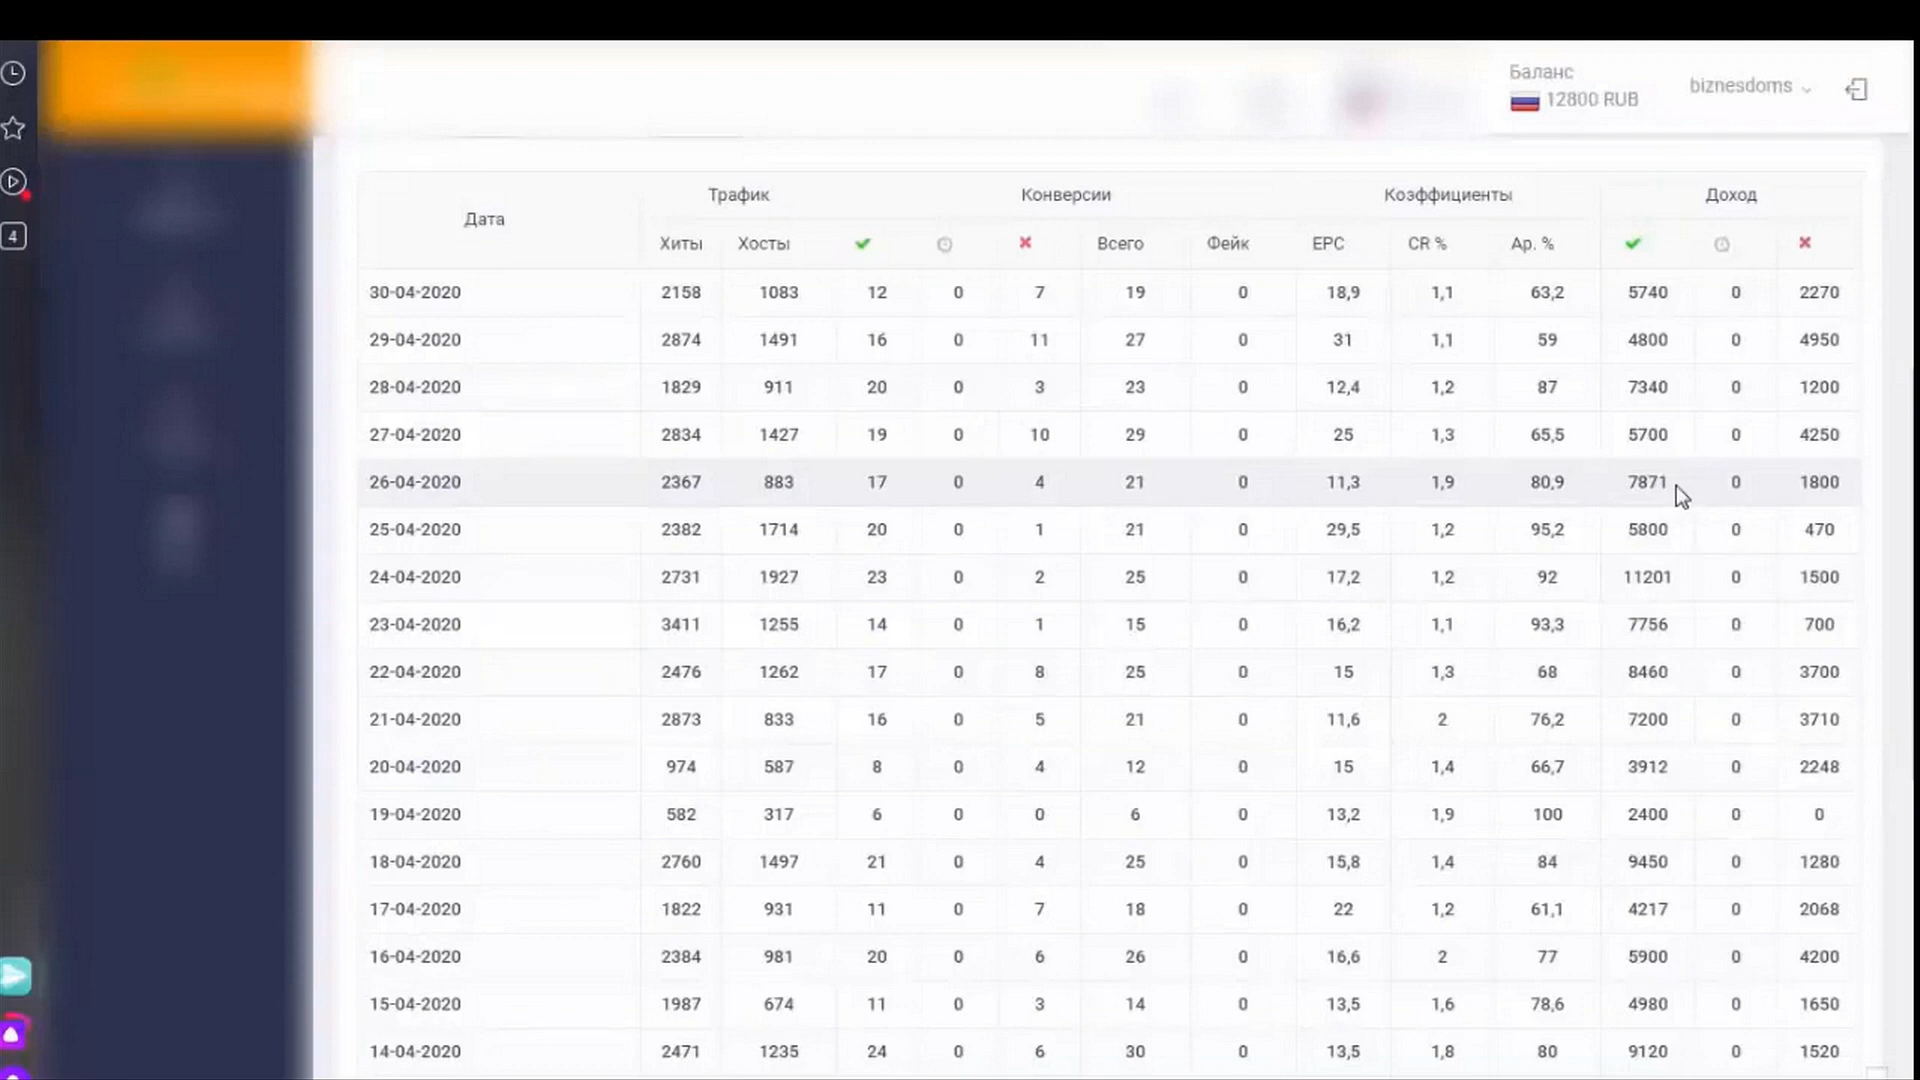 Баланс
12800 RUB
biznesdoms
4
Дата
Трафик
Конверсии
Коэффициенты
Доход
Хиты Хосты Всего Фейк EPC CR % Ap. %
30-04-2020 2158 1083 12 0 7 19 0 18,9 1,1 63,2 5740 0 2270
29-04-2020 2874 1491 16 0 11 27 0 31 1,1 59 4800 0 4950
28-04-2020 1829 911 20 0 3 23 0 12,4 1,2 87 7340 0 1200
27-04-2020 2834 1427 19 0 10 29 0 25 1,3 65,5 5700 0 4250
26-04-2020 2367 883 17 0 4 21 0 11,3 1,9 80,9 7871 0 1800
25-04-2020 2382 1714 20 0 1 21 0 29,5 1,2 95,2 5800 0 470
24-04-2020 2731 1927 23 0 2 25 0 17,2 1,2 92 11201 0 1500
23-04-2020 3411 1255 14 0 1 15 0 16,2 1,1 93,3 7756 0 700
22-04-2020 2476 1262 17 0 8 25 0 15 1,3 68 8460 0 3700
21-04-2020 2873 833 16 0 5 21 0 11,6 2 76,2 7200 0 3710
20-04-2020 974 587 8 0 4 12 0 15 1,4 66,7 3912 0 2248
19-04-2020 582 317 6 0 0 6 0 13,2 1,9 100 2400 0 0
18-04-2020 2760 1497 21 0 4 25 0 15,8 1,4 84 9450 0 1280
17-04-2020 1822 931 11 0 7 18 0 22 1,2 61,1 4217 0 2068
16-04-2020 2384 981 20 0 6 26 0 16,6 2 77 5900 0 4200
15-04-2020 1987 674 11 0 3 14 0 13,5 1,6 78,6 4980 0 1650
14-04-2020 2471 1235 24 0 6 30 0 13,5 1,8 80 9120 0 1520